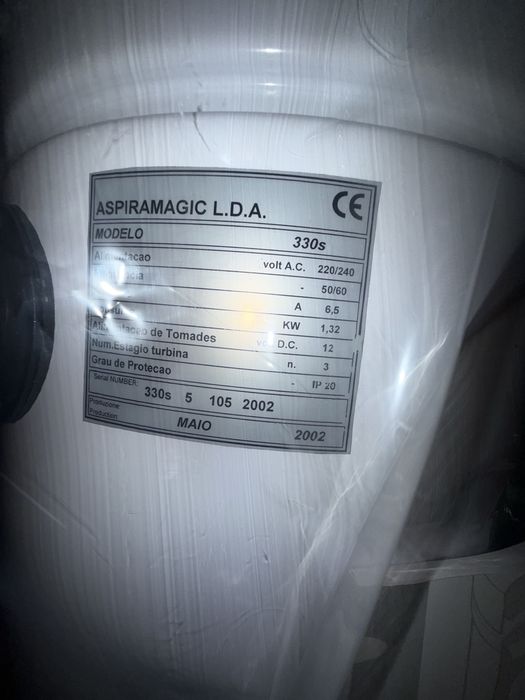 ASPIRAMAGIC L.D.A. CE
MODELO 330s
volt A.C. 220/240
- 50/60
A 6,5
KW 1,32
de Tomades D.C. 12
Num.Estagio turbina n. 3
Grau de Protecao - IP 20
Serial NUMBER: 330s 5 105 2002
Produzione
Production MAIO 2002